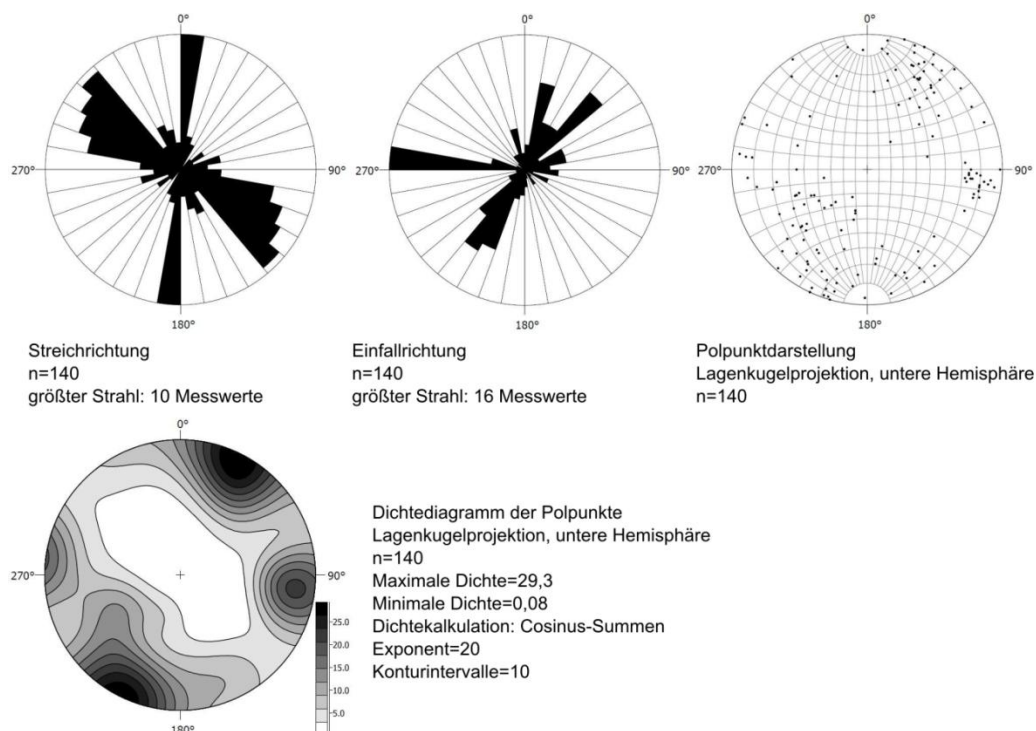 0°
270°
90°
180°
Streichrichtung
n=140
größter Strahl: 10 Messwerte
0°
270°
90°
180°
Einfallrichtung
n=140
größter Strahl: 16 Messwerte
0°
270°
90°
180°
Polpunktdarstellung
Lagenkugelprojektion, untere Hemisphäre
n=140
0°
270°
90°
180°
25.0
20.0
15.0
10.0
5.0
Dichtediagramm der Polpunkte
Lagenkugelprojektion, untere Hemisphäre
n=140
Maximale Dichte=29,3
Minimale Dichte=0,08
Dichtekalkulation: Cosinus-Summen
Exponent=20
Konturintervalle=10